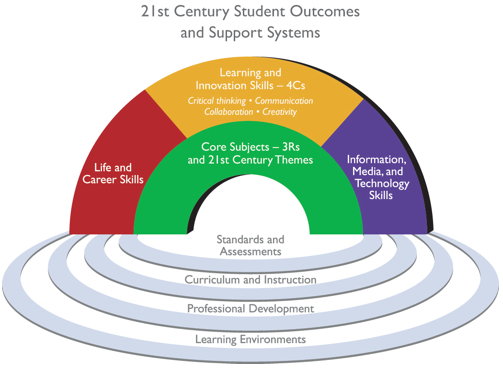 21st Century Student Outcomes
and Support Systems
Learning and
Innovation Skills – 4Cs
Critical thinking • Communication
Collaboration • Creativity
Core Subjects – 3Rs
and 21st Century Themes
Life and
Career Skills
Information,
Media, and
Technology
Skills
Standards and
Assessments
Curriculum and Instruction
Professional Development
Learning Environments